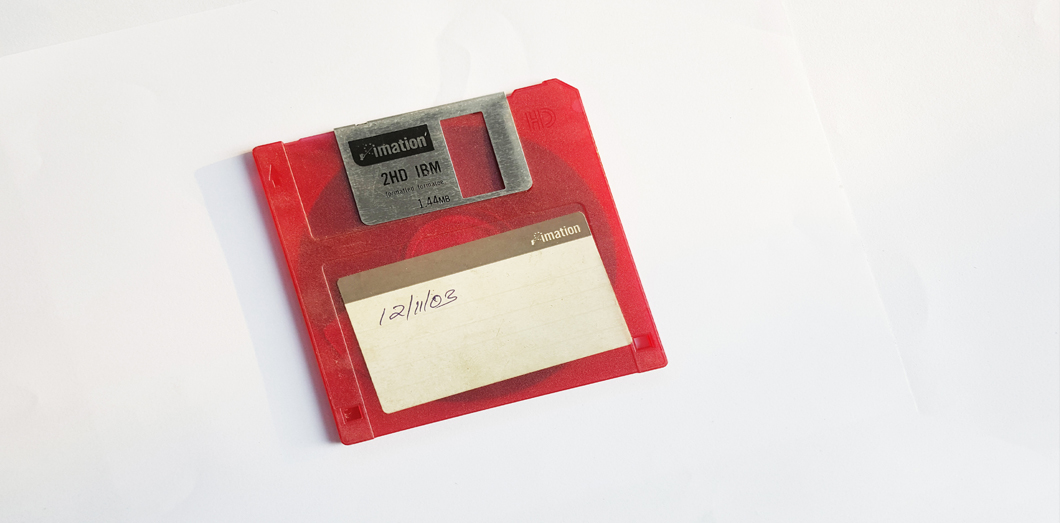 HD
imation
2HD IBM
formatted formaté
1.44MB
imation
12/11/03